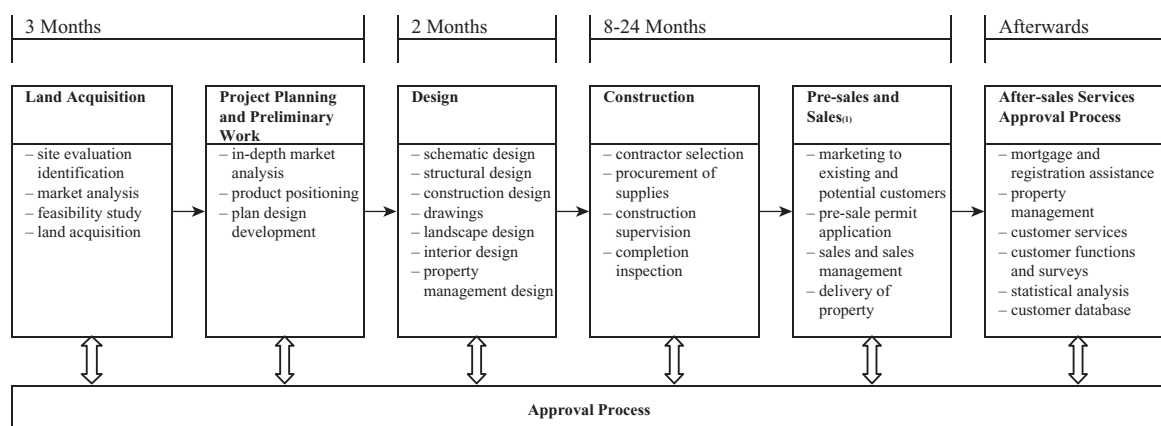 3 Months
2 Months
8-24 Months
Afterwards
Land Acquisition
– site evaluation
identification
– market analysis
– feasibility study
– land acquisition
Project Planning
and Preliminary
Work
– in-depth market
analysis
– product positioning
– plan design
development
Design
– schematic design
– structural design
– construction design
– drawings
– landscape design
– interior design
– property
management design
Construction
– contractor selection
– procurement of
supplies
– construction
supervision
– completion
inspection
Pre-sales and
Sales(1)
– marketing to
existing and
potential customers
– pre-sale permit
application
– sales and sales
management
– delivery of
property
After-sales Services
Approval Process
– mortgage and
registration assistance
– property
management
– customer services
– customer functions
and surveys
– statistical analysis
– customer database
Approval Process